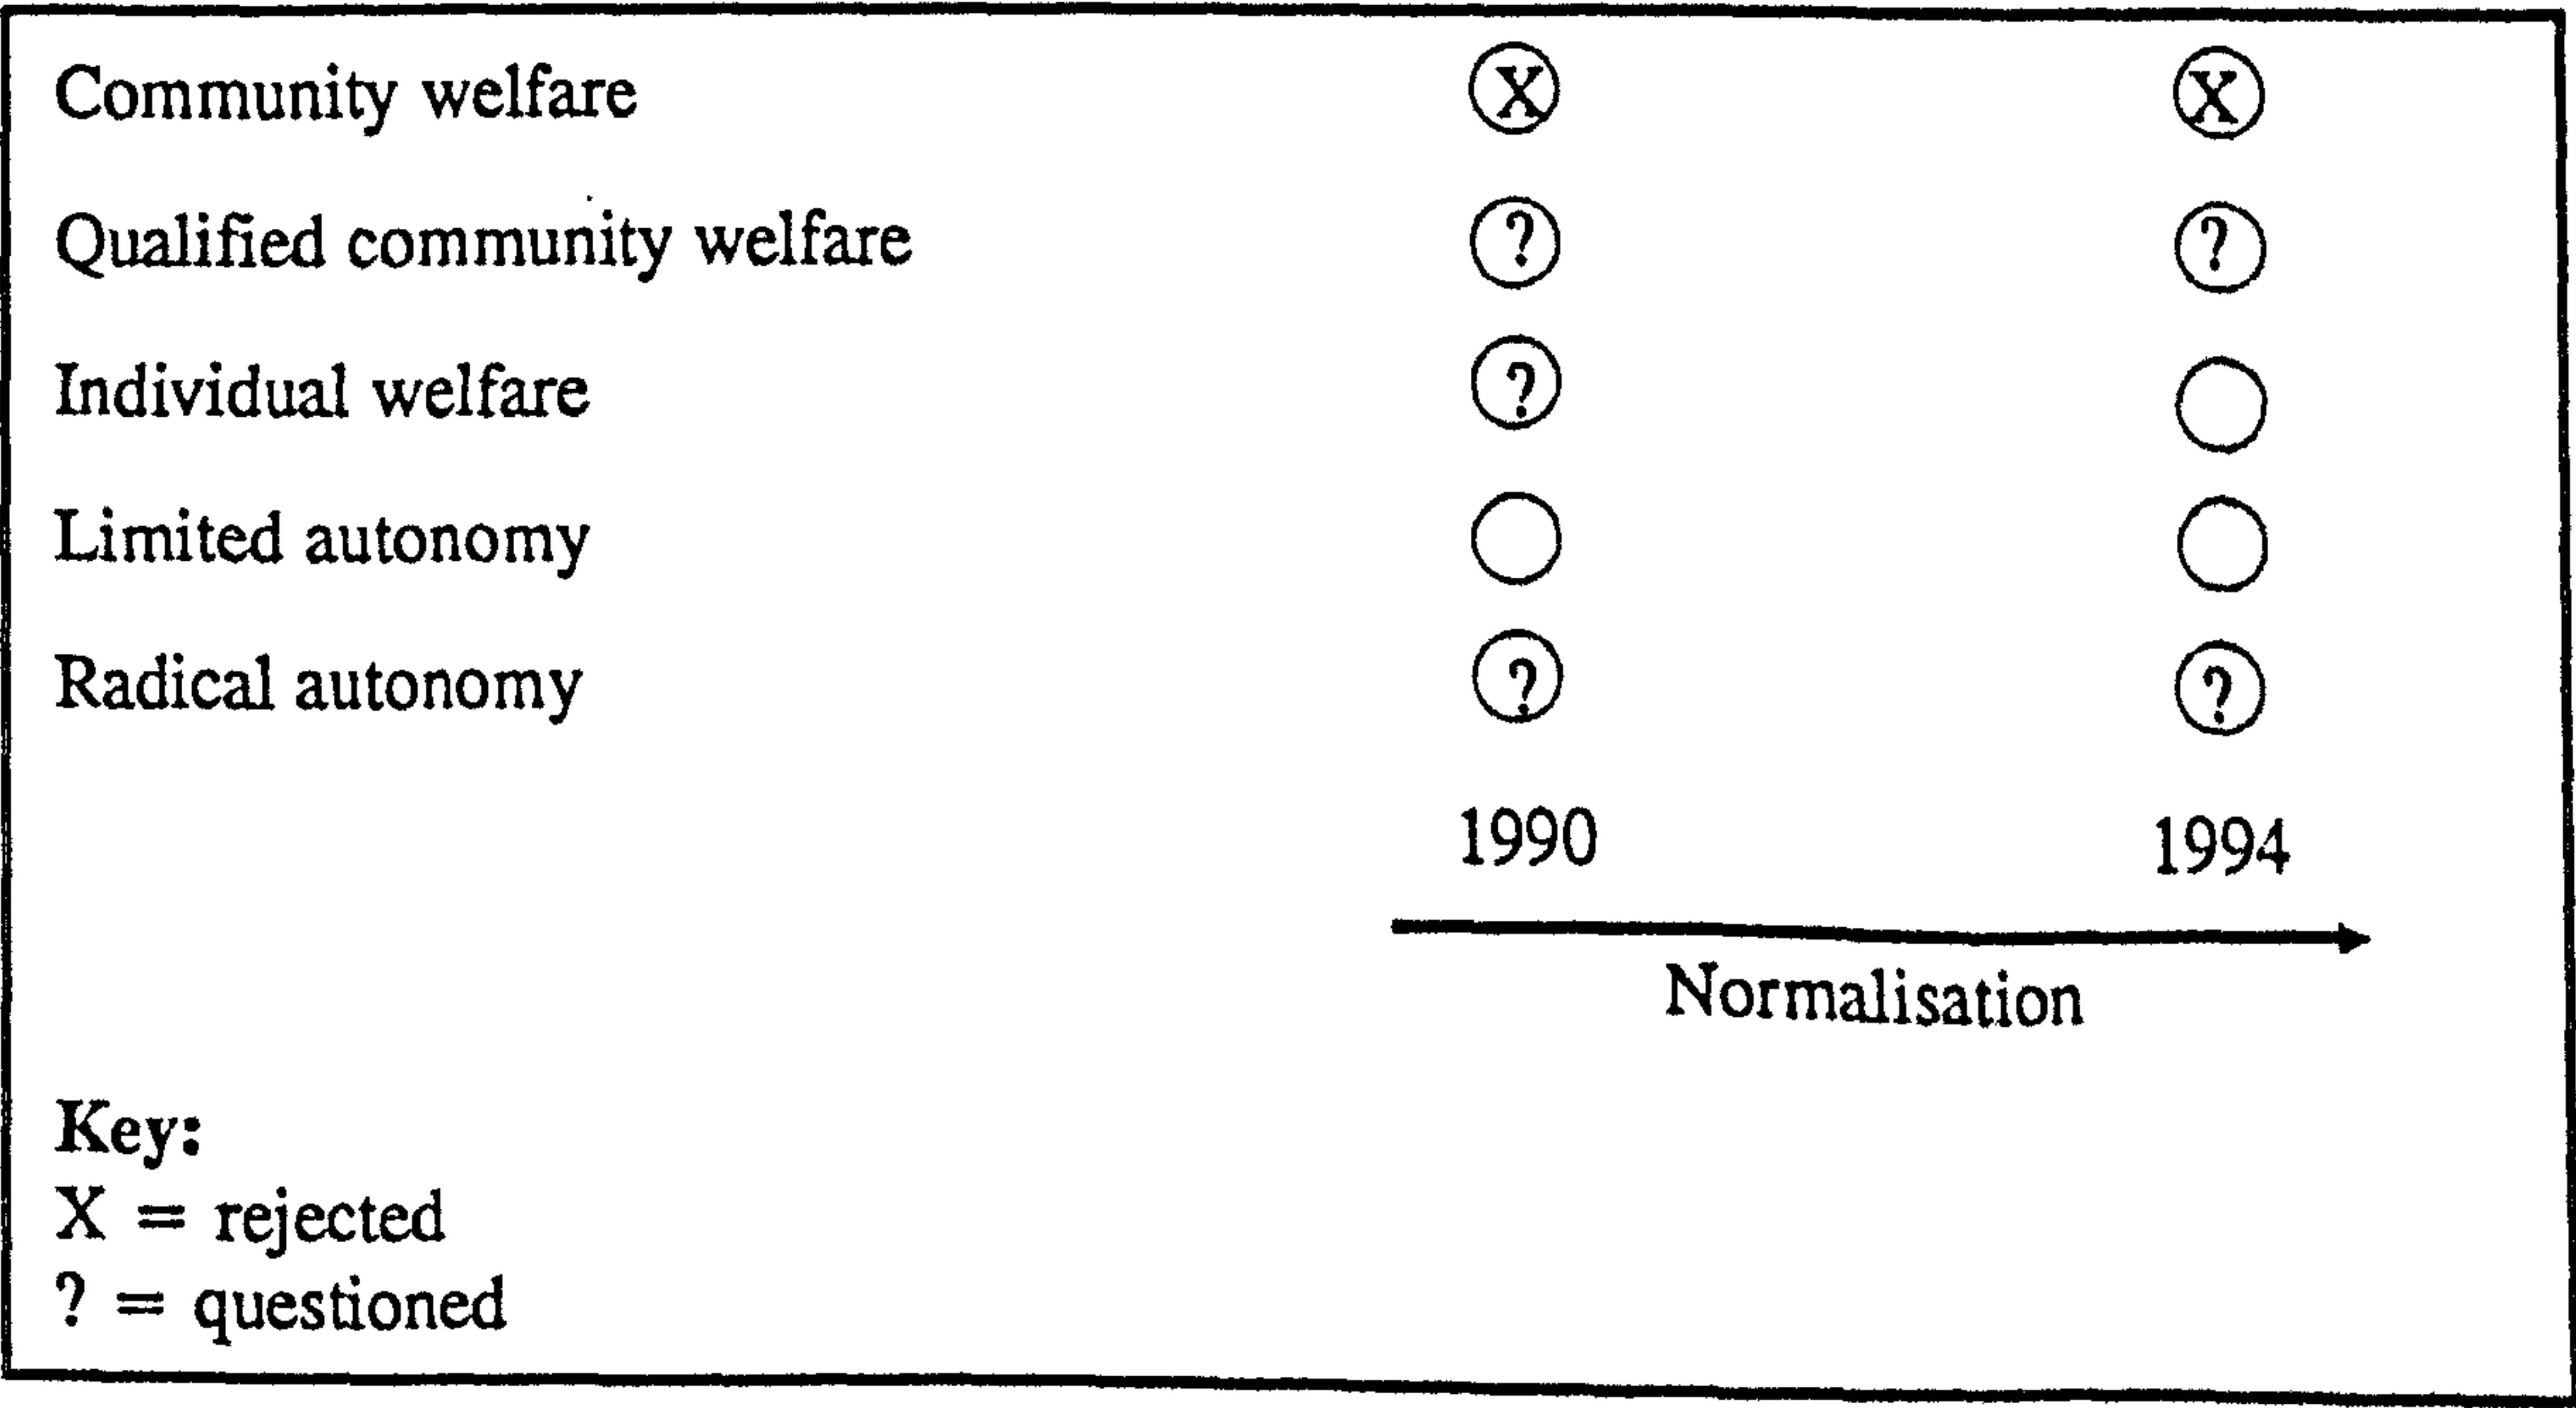 Community welfare X X
Qualified community welfare ? ?
Individual welfare ?
Limited autonomy
Radical autonomy ? ?
1990 1994
Normalisation
Key:
X = rejected
? = questioned